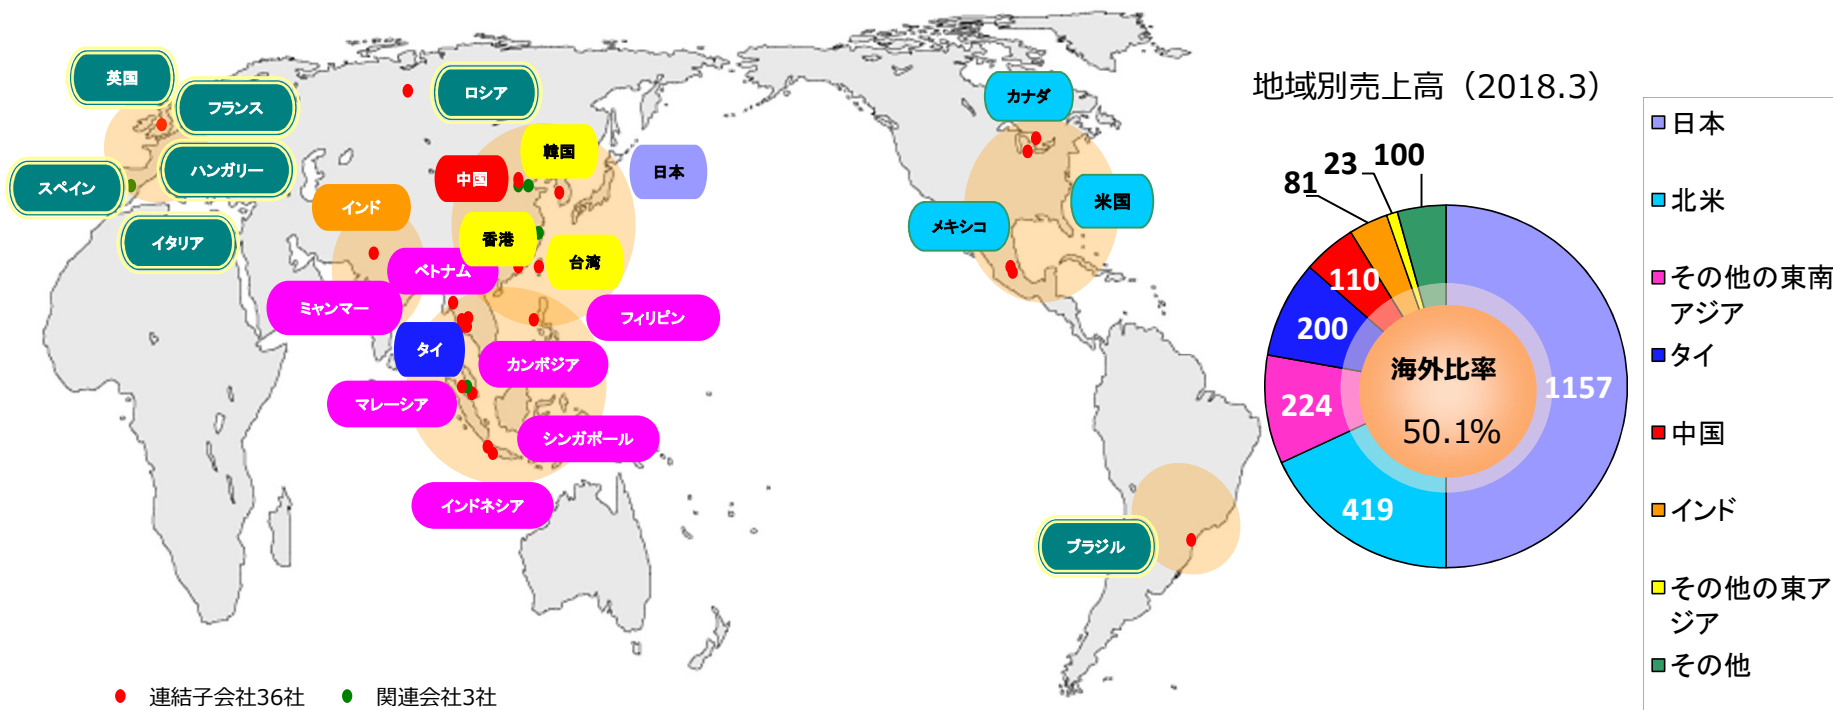 英国
フランス
ロシア
スペイン
ハンガリー
イタリア
インド
中国
韓国
日本
香港
台湾
ベトナム
ミャンマー
フィリピン
タイ
カンボジア
マレーシア
シンガポール
インドネシア
カナダ
米国
メキシコ
ブラジル
連結子会社36社
関連会社3社
地域別売上高（2018.3）
81
23
100
110
200
224
419
1157
海外比率
50.1%
日本
北米
その他の東南
アジア
タイ
中国
インド
その他の東ア
ジア
その他